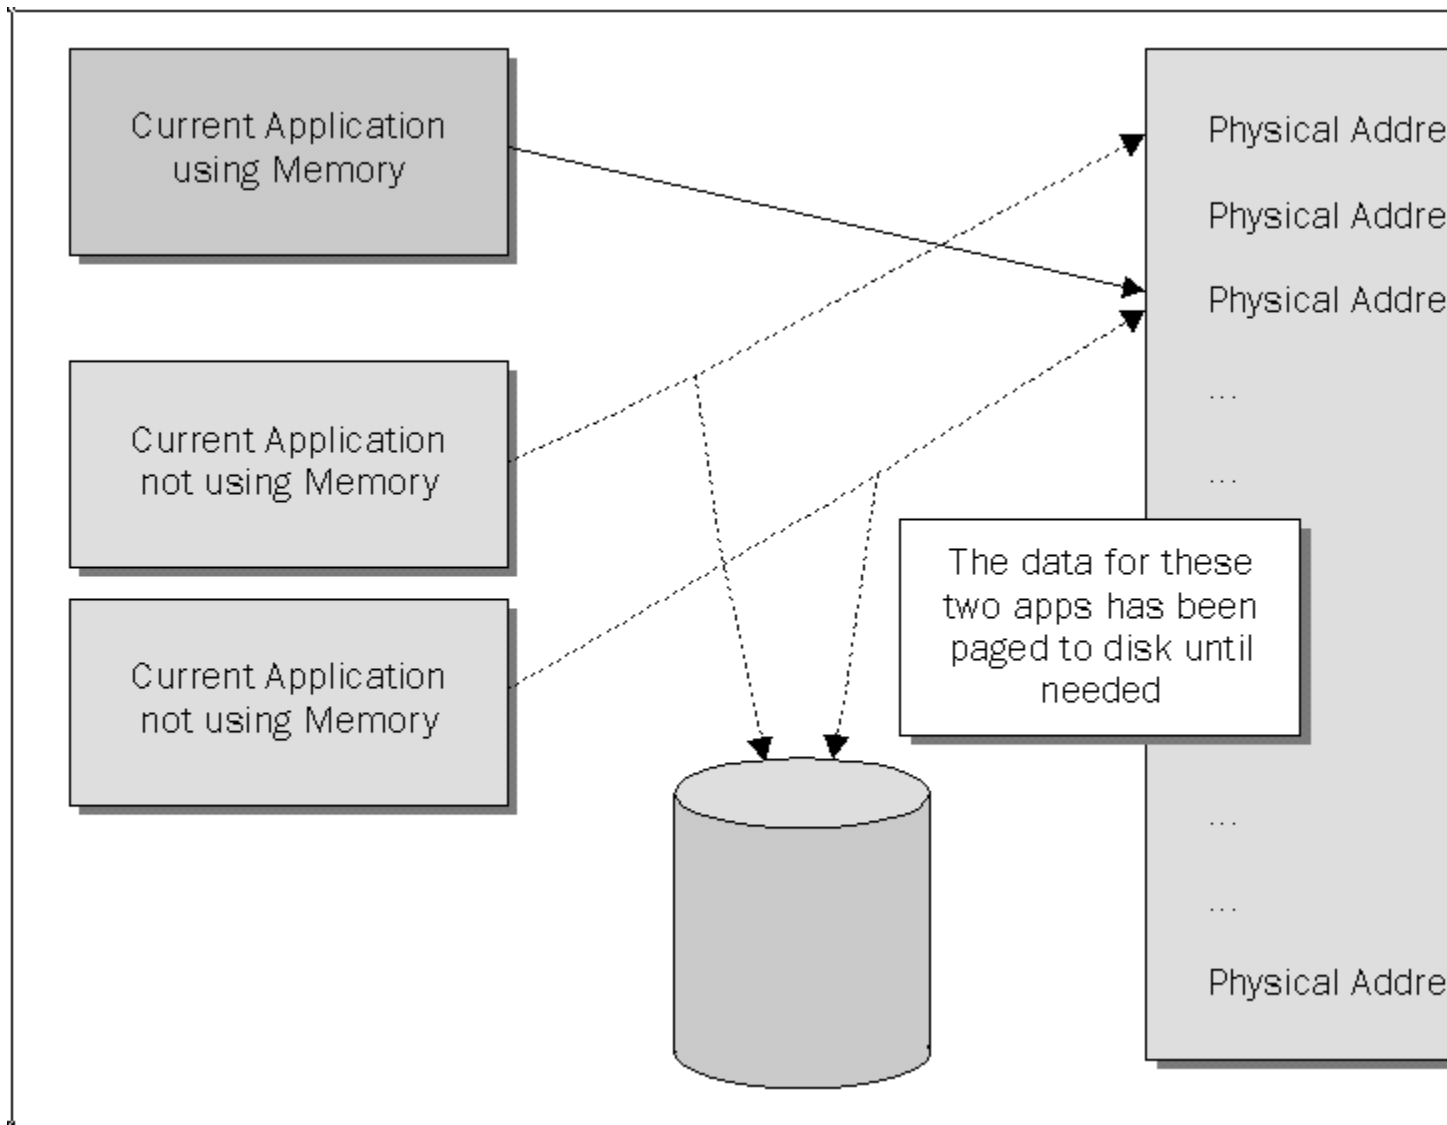 Current Application
using Memory
Current Application
not using Memory
Current Application
not using Memory
Physical Addre
Physical Addre
Physical Addre
...
...
The data for these
two apps has been
paged to disk until
needed
...
...
Physical Addre